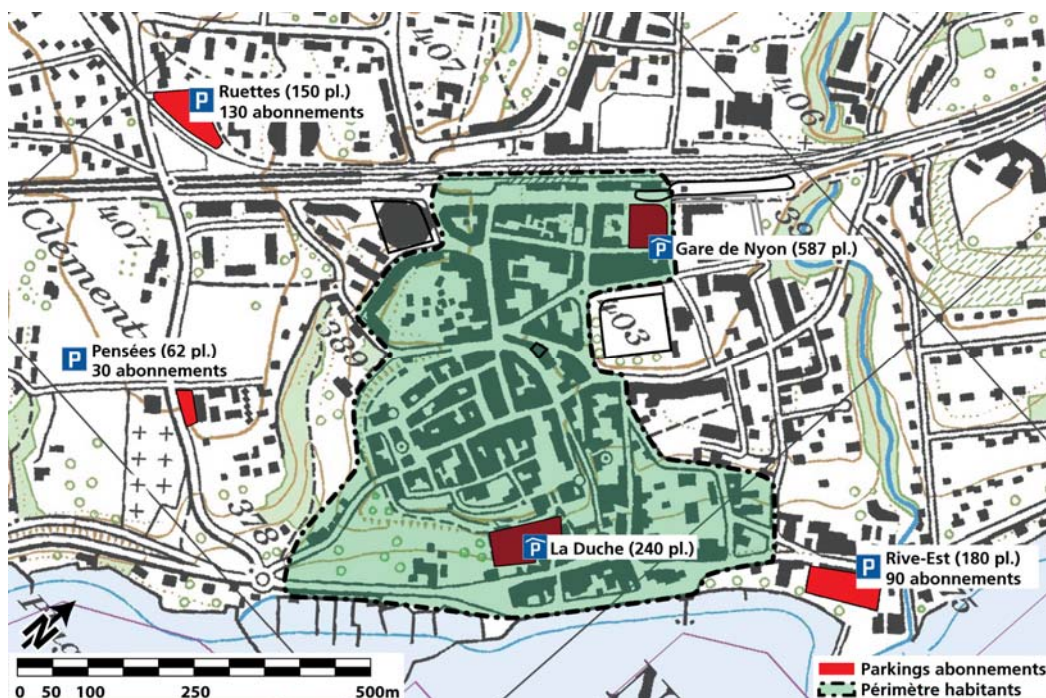 407
406
P Ruettes (150 pl.)
130 abonnements
407
Clément
P Gare de Nyon (587 pl.)
403
389
P Pensées (62 pl.)
30 abonnements
378
P La Duche (240 pl.)
P Rive-Est (180 pl.)
90 abonnements
N
0 50 100 250 500m
Parkings abonnements
Périmètre habitants